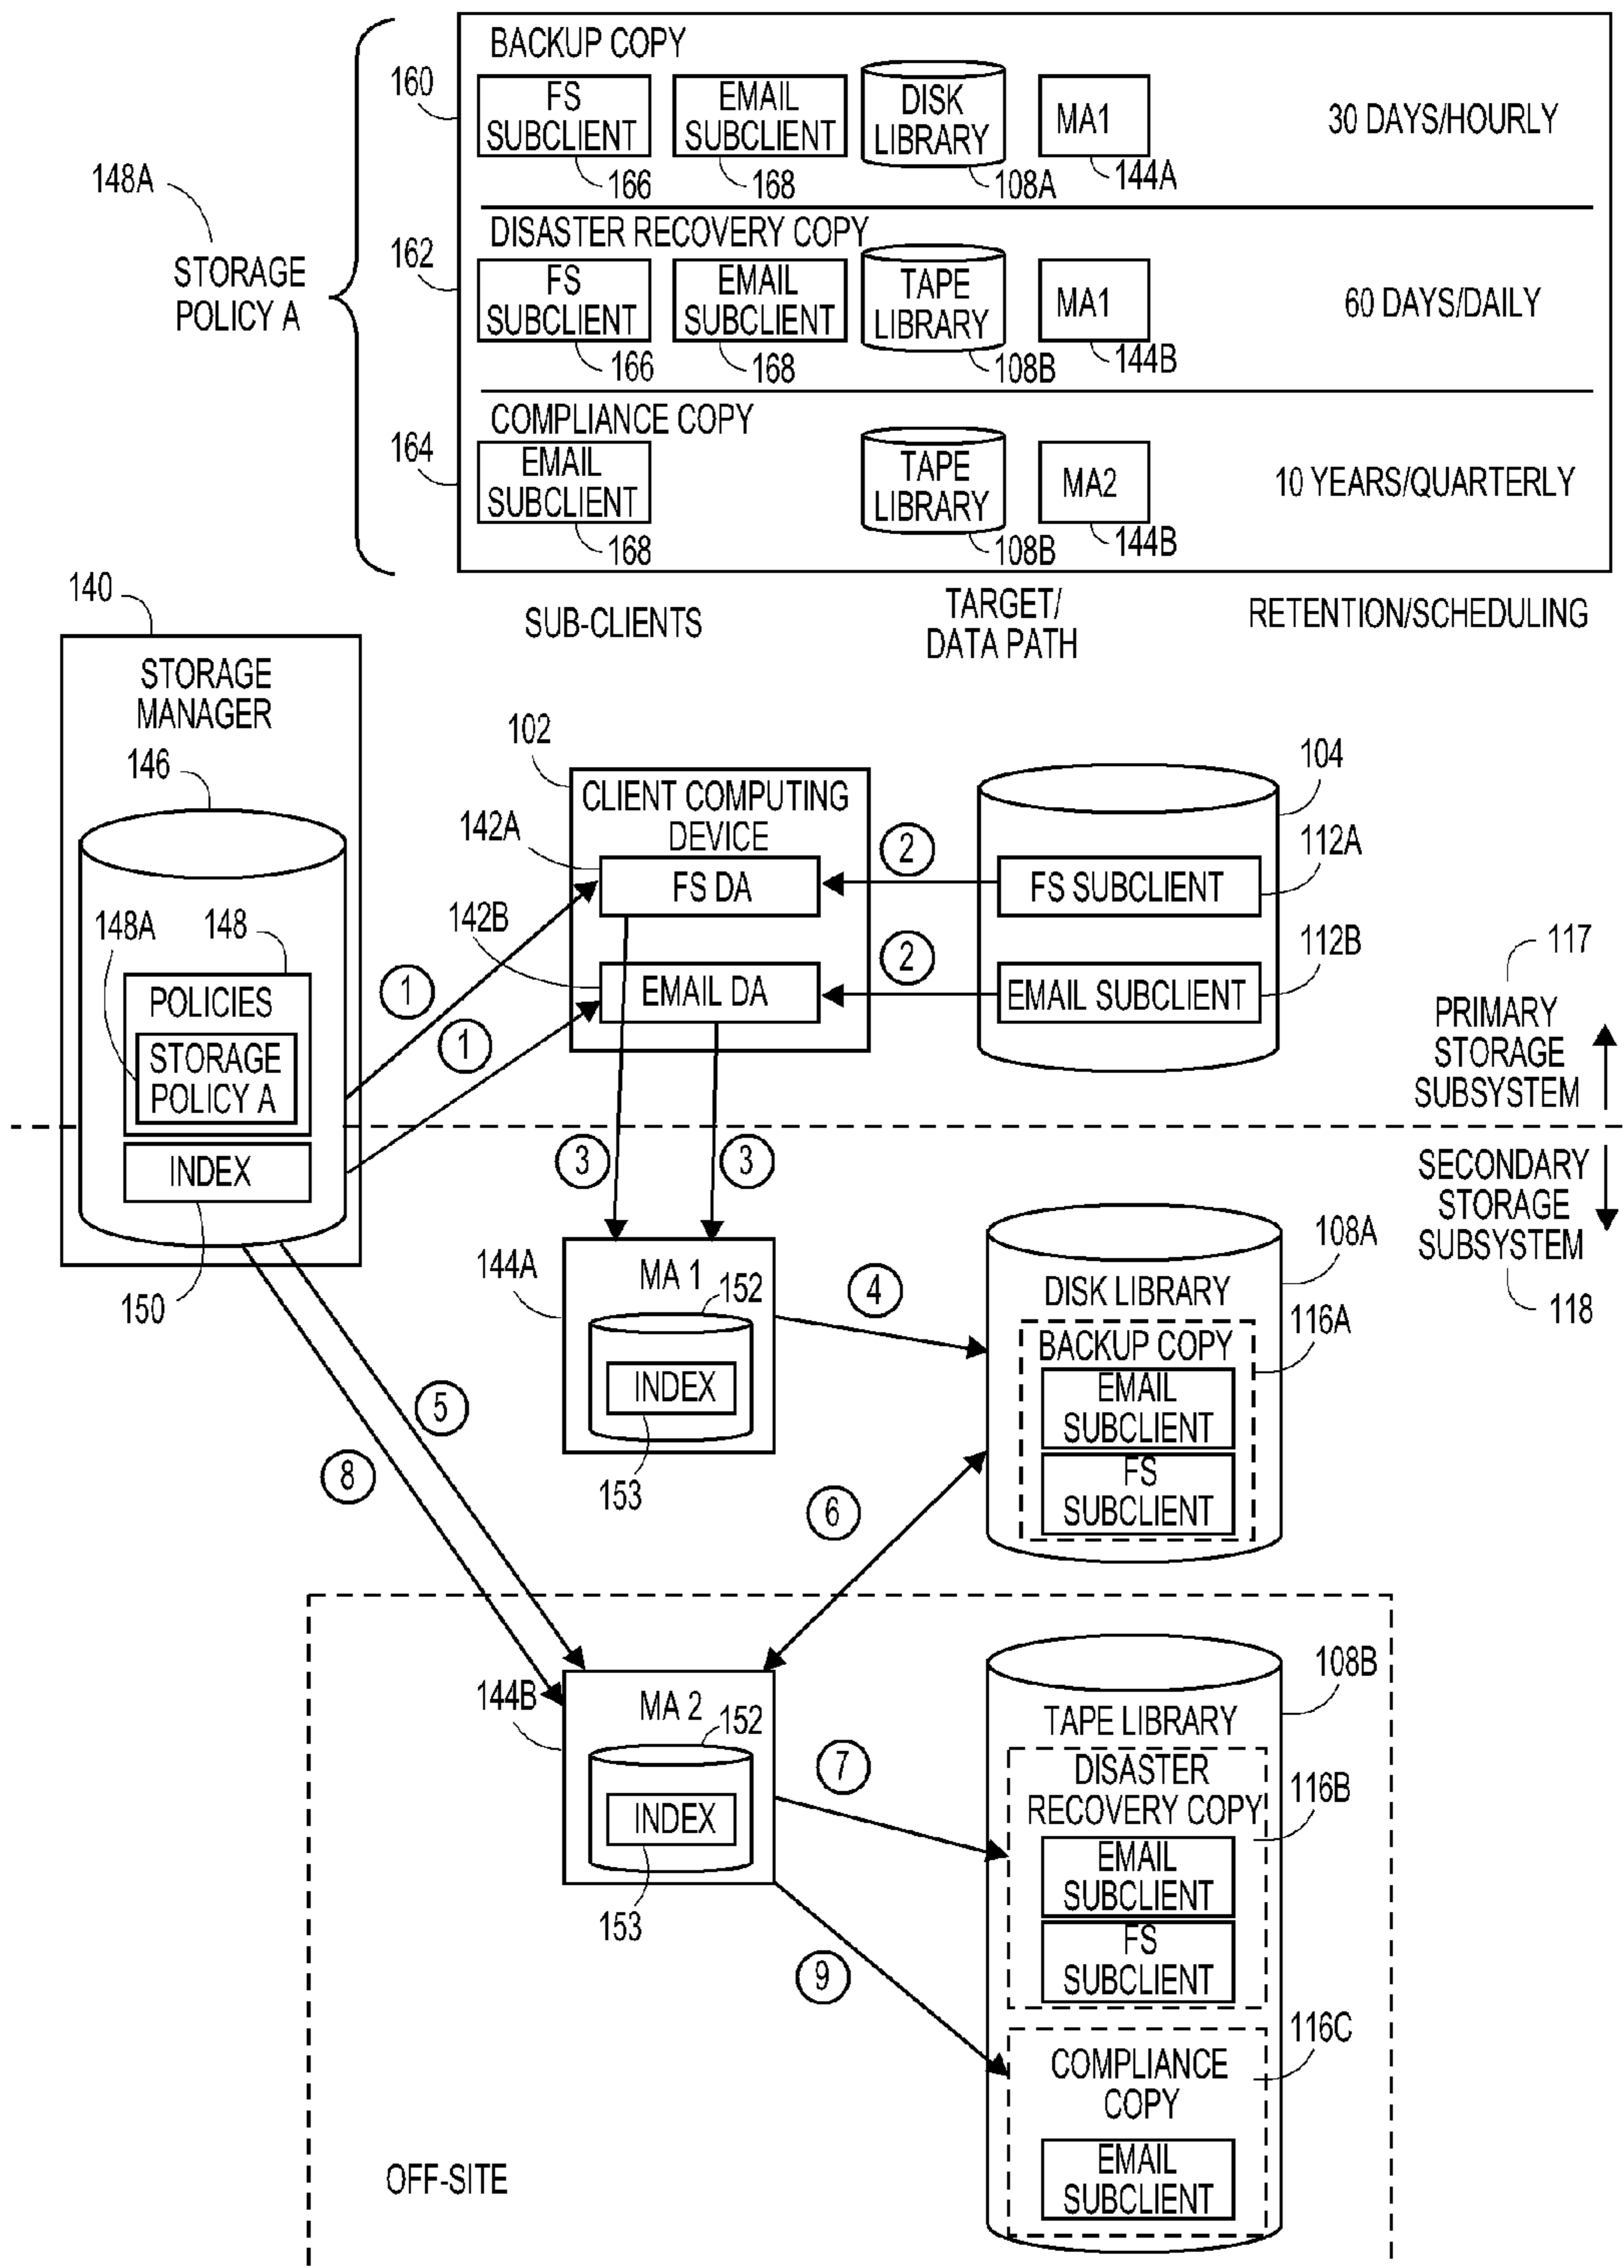 BACKUP COPY
160
FS
SUBCLIENT
166
EMAIL
SUBCLIENT
168
DISK
LIBRARY
108A
MA1
144A
30 DAYS/HOURLY
148A
STORAGE
POLICY A
DISASTER RECOVERY COPY
162
FS
SUBCLIENT
166
EMAIL
SUBCLIENT
168
TAPE
LIBRARY
108B
MA1
144B
60 DAYS/DAILY
COMPLIANCE COPY
164
EMAIL
SUBCLIENT
168
TAPE
LIBRARY
108B
MA2
144B
10 YEARS/QUARTERLY
SUB-CLIENTS
TARGET/
DATA PATH
RETENTION/SCHEDULING
140
STORAGE
MANAGER
146
148A
148
POLICIES
STORAGE
POLICY A
INDEX
150
102
CLIENT COMPUTING
DEVICE
142A
FS DA
142B
EMAIL DA
1
1
2
2
104
FS SUBCLIENT
112A
EMAIL SUBCLIENT
112B
117
PRIMARY
STORAGE
SUBSYSTEM
SECONDARY
STORAGE
SUBSYSTEM
118
3
3
144A
MA 1
152
INDEX
153
4
108A
DISK LIBRARY
116A
BACKUP COPY
EMAIL
SUBCLIENT
FS
SUBCLIENT
5
8
6
144B
MA 2
152
INDEX
153
7
9
108B
TAPE LIBRARY
DISASTER
RECOVERY COPY
116B
EMAIL
SUBCLIENT
FS
SUBCLIENT
116C
COMPLIANCE
COPY
EMAIL
SUBCLIENT
OFF-SITE